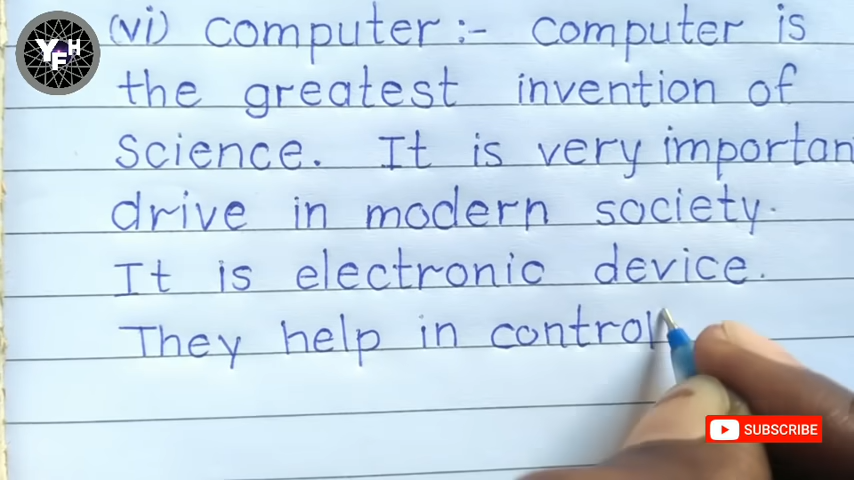 YFH
(vi) computer :- computer is
the greatest invention of
Science. It is very importan
drive in modern society.
It is electronic device.
They help in control
SUBSCRIBE